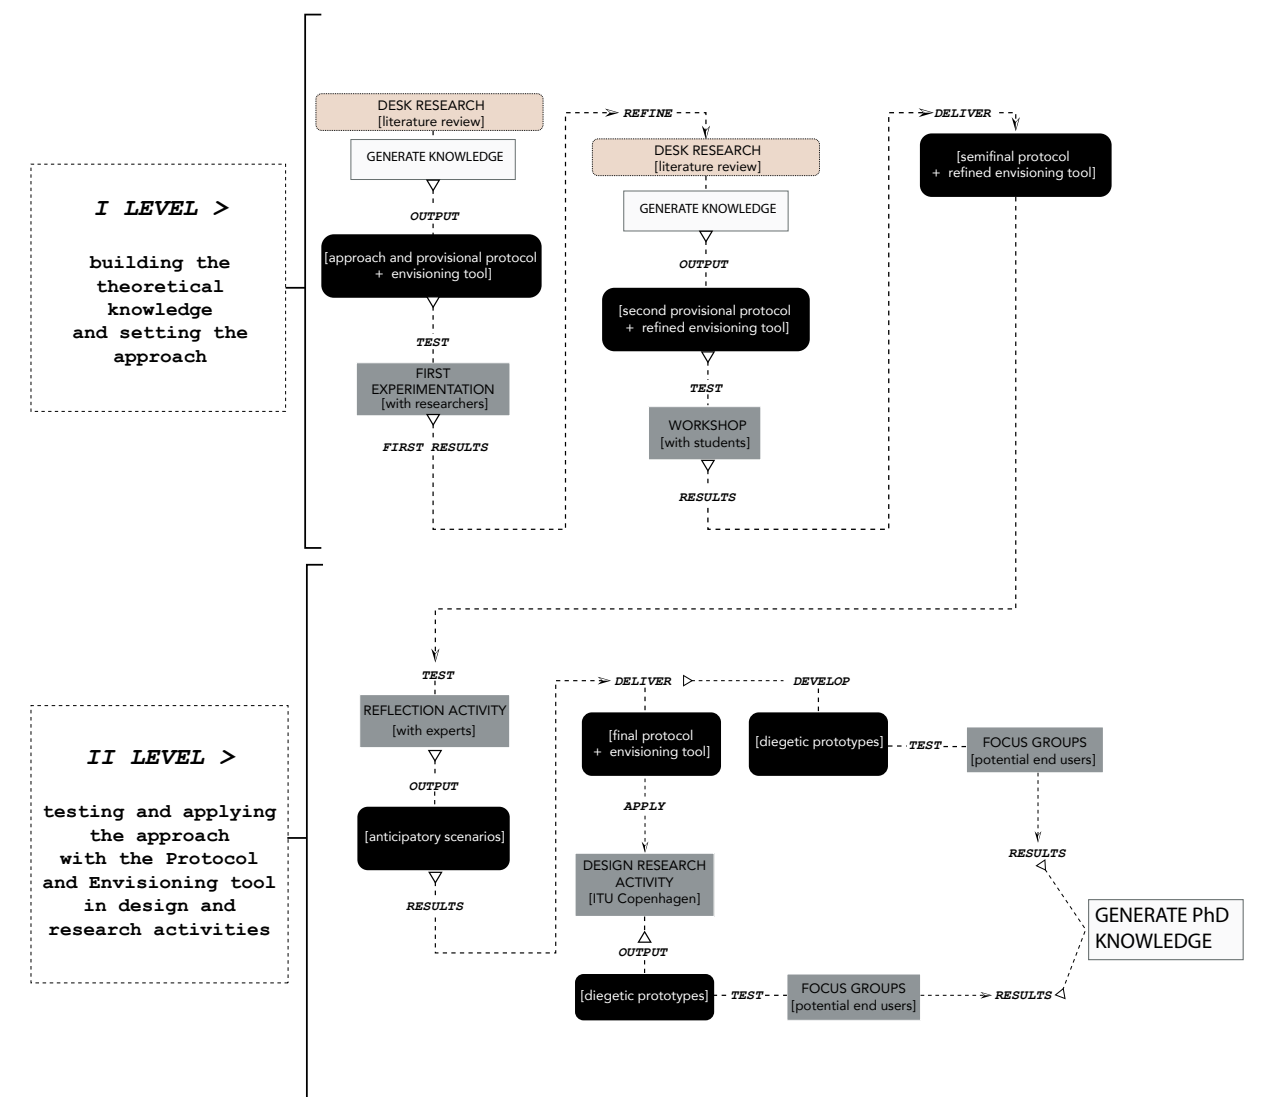 I LEVEL >
building the
theoretical
knowledge
and setting the
approach
DESK RESEARCH
[literature review]
GENERATE KNOWLEDGE
OUTPUT
[approach and provisional protocol
+ envisioning tool]
TEST
FIRST
EXPERIMENTATION
[with researchers]
FIRST RESULTS
REFINE
DESK RESEARCH
[literature review]
GENERATE KNOWLEDGE
OUTPUT
[second provisional protocol
+ refined envisioning tool]
TEST
WORKSHOP
[with students]
RESULTS
DELIVER
[semifinal protocol
+ refined envisioning tool]
II LEVEL >
testing and applying
the approach
with the Protocol
and Envisioning tool
in design and
research activities
TEST
REFLECTION ACTIVITY
[with experts]
OUTPUT
[anticipatory scenarios]
RESULTS
DELIVER
[final protocol
+ envisioning tool]
APPLY
DESIGN RESEARCH
ACTIVITY
[ITU Copenhagen]
OUTPUT
[diegetic prototypes]
TEST
FOCUS GROUPS
[potential end users]
RESULTS
DEVELOP
[diegetic prototypes]
TEST
FOCUS GROUPS
[potential end users]
RESULTS
GENERATE PhD
KNOWLEDGE